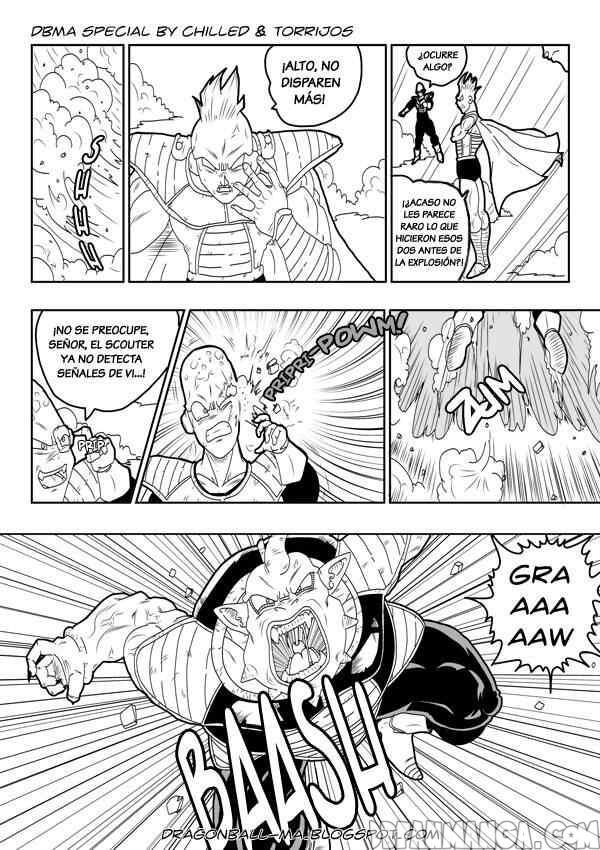 DBMA SPECIAL BY CHILLED & TORRIJOS
¡ALTO, NO
DISPAREN
MÁS!
¿OCURRE
ALGO?
¡¿ACASO NO
LES PARECE
RARO LO QUE
HICIERON ESOS
DOS ANTES DE
LA EXPLOSIÓN?!
¡NO SE PREOCUPE,
SEÑOR, EL SCOUTER
YA NO DETECTA
SEÑALES DE VI...!
PRIP
PRIPRI-POWM!
GRA
AAA
AAW
BAASH
DRAGONBALL-MA.BLOGSPOT.COM